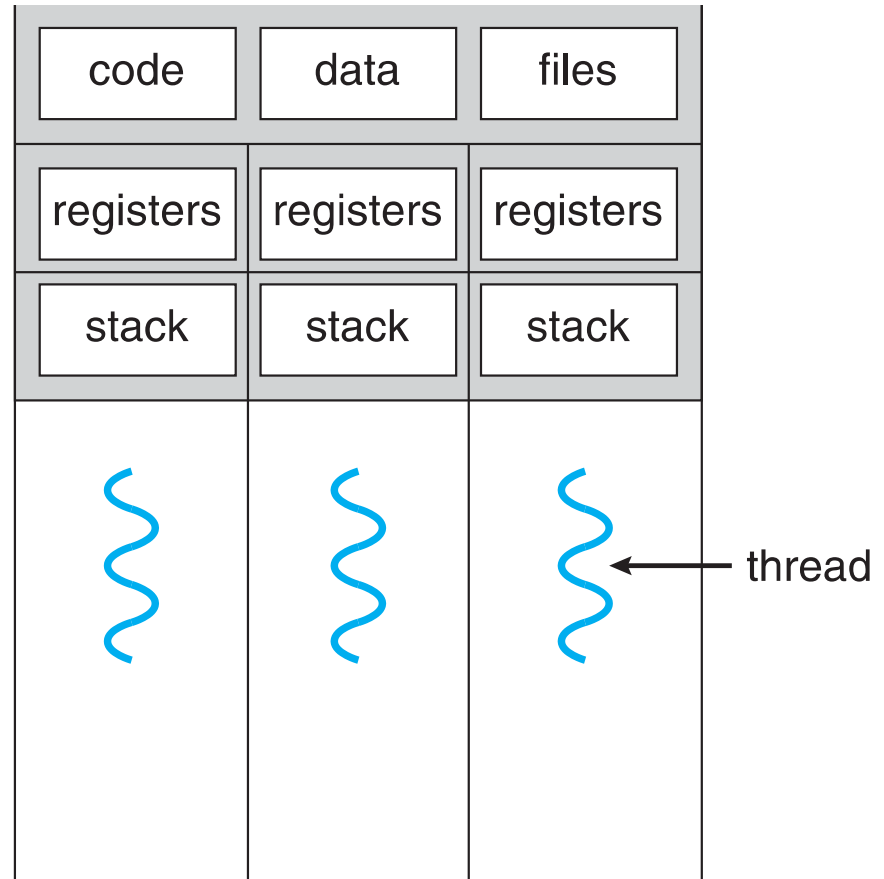 code data files
registers registers registers
stack stack stack
thread